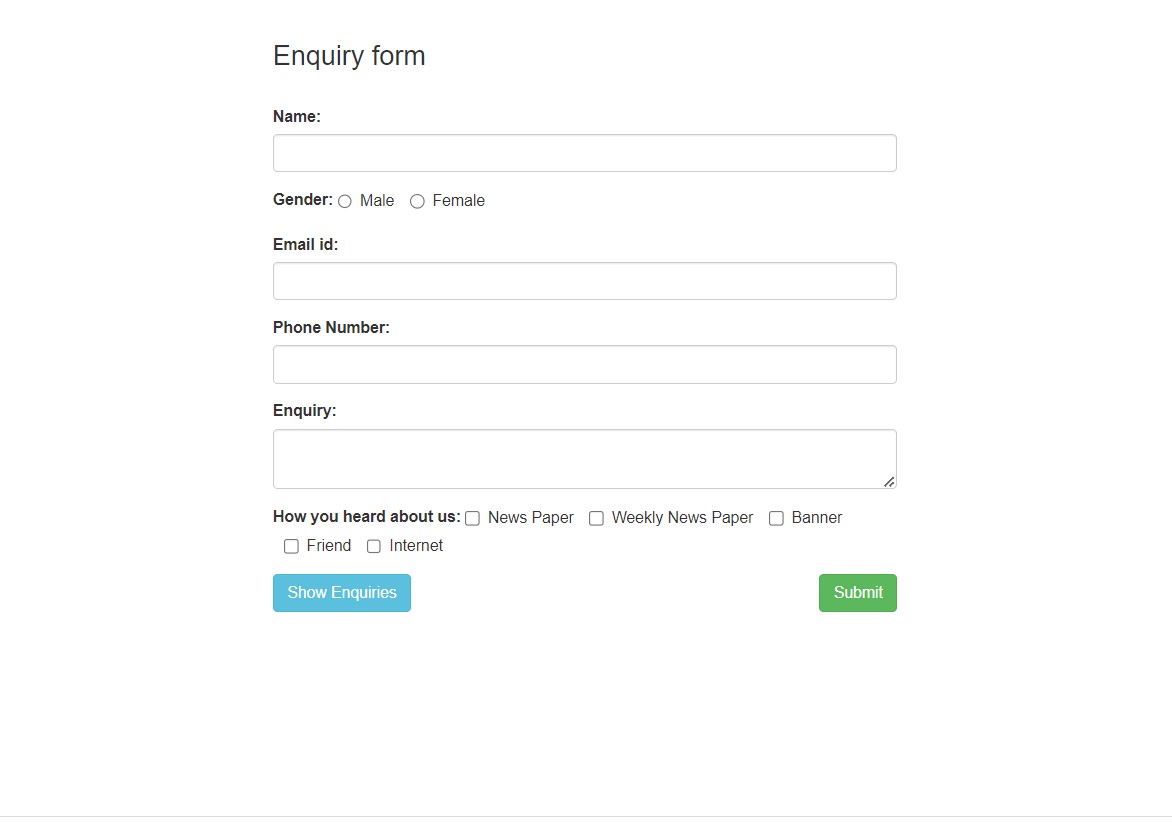 Enquiry form
Name:
Gender: Male Female
Email id:
Phone Number:
Enquiry:
How you heard about us: News Paper Weekly News Paper Banner
Friend Internet
Show Enquiries Submit